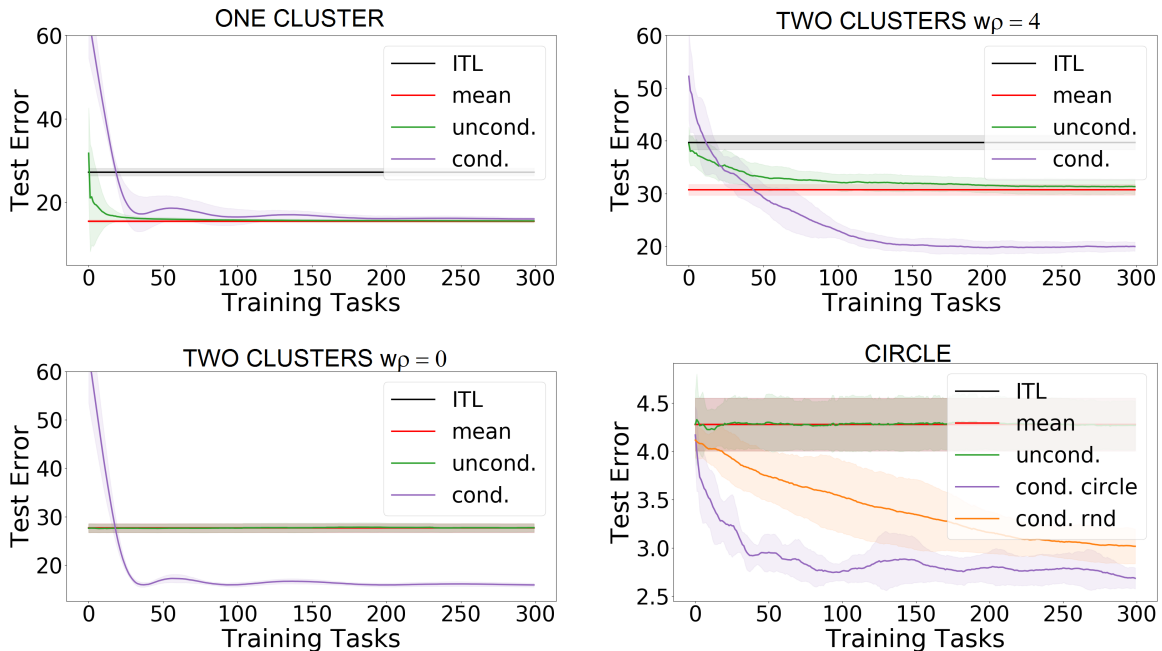 ONE CLUSTER
Test Error
60
40
20
0 50 100 150 200 250 300
Training Tasks
ITL
mean
uncond.
cond.
TWO CLUSTERS wρ = 4
Test Error
60
50
40
30
20
0 50 100 150 200 250 300
Training Tasks
ITL
mean
uncond.
cond.
TWO CLUSTERS wρ = 0
Test Error
60
40
30
20
0 50 100 150 200 250 300
Training Tasks
ITL
mean
uncond.
cond.
CIRCLE
Test Error
4.5
4.0
3.5
3.0
2.5
0 50 100 150 200 250 300
Training Tasks
ITL
mean
uncond.
cond. circle
cond. rnd